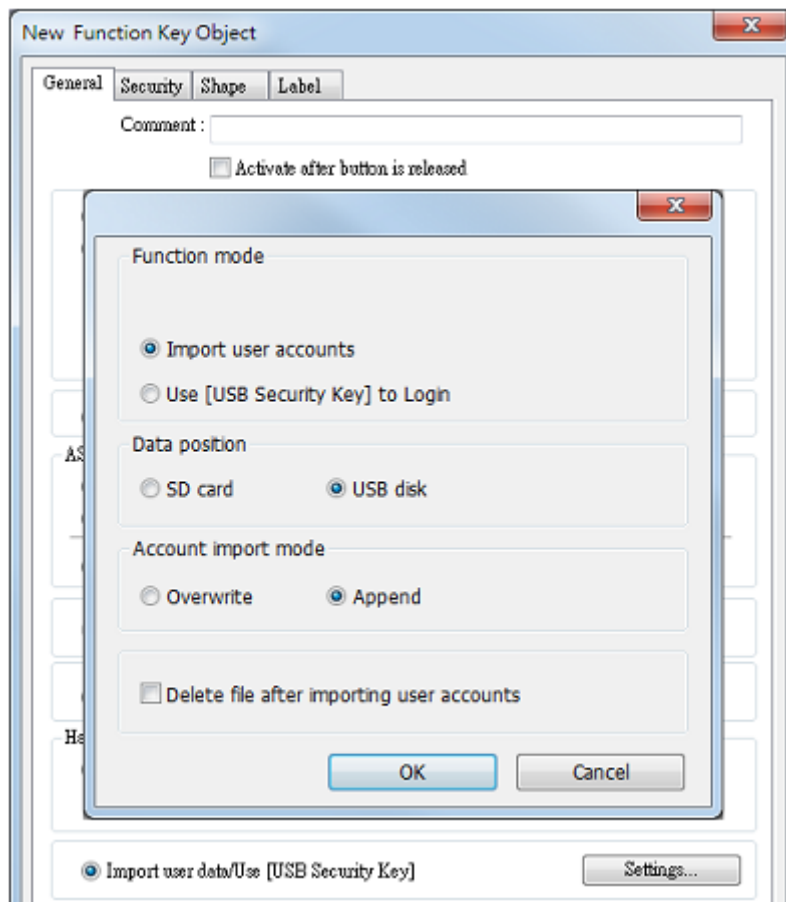 New Function Key Object
General Security Shape Label
Comment :
Activate after button is released
Function mode
Import user accounts
Use [USB Security Key] to Login
Data position
SD card USB disk
Account import mode
Overwrite Append
Delete file after importing user accounts
OK Cancel
Import user data/Use [USB Security Key] Settings...